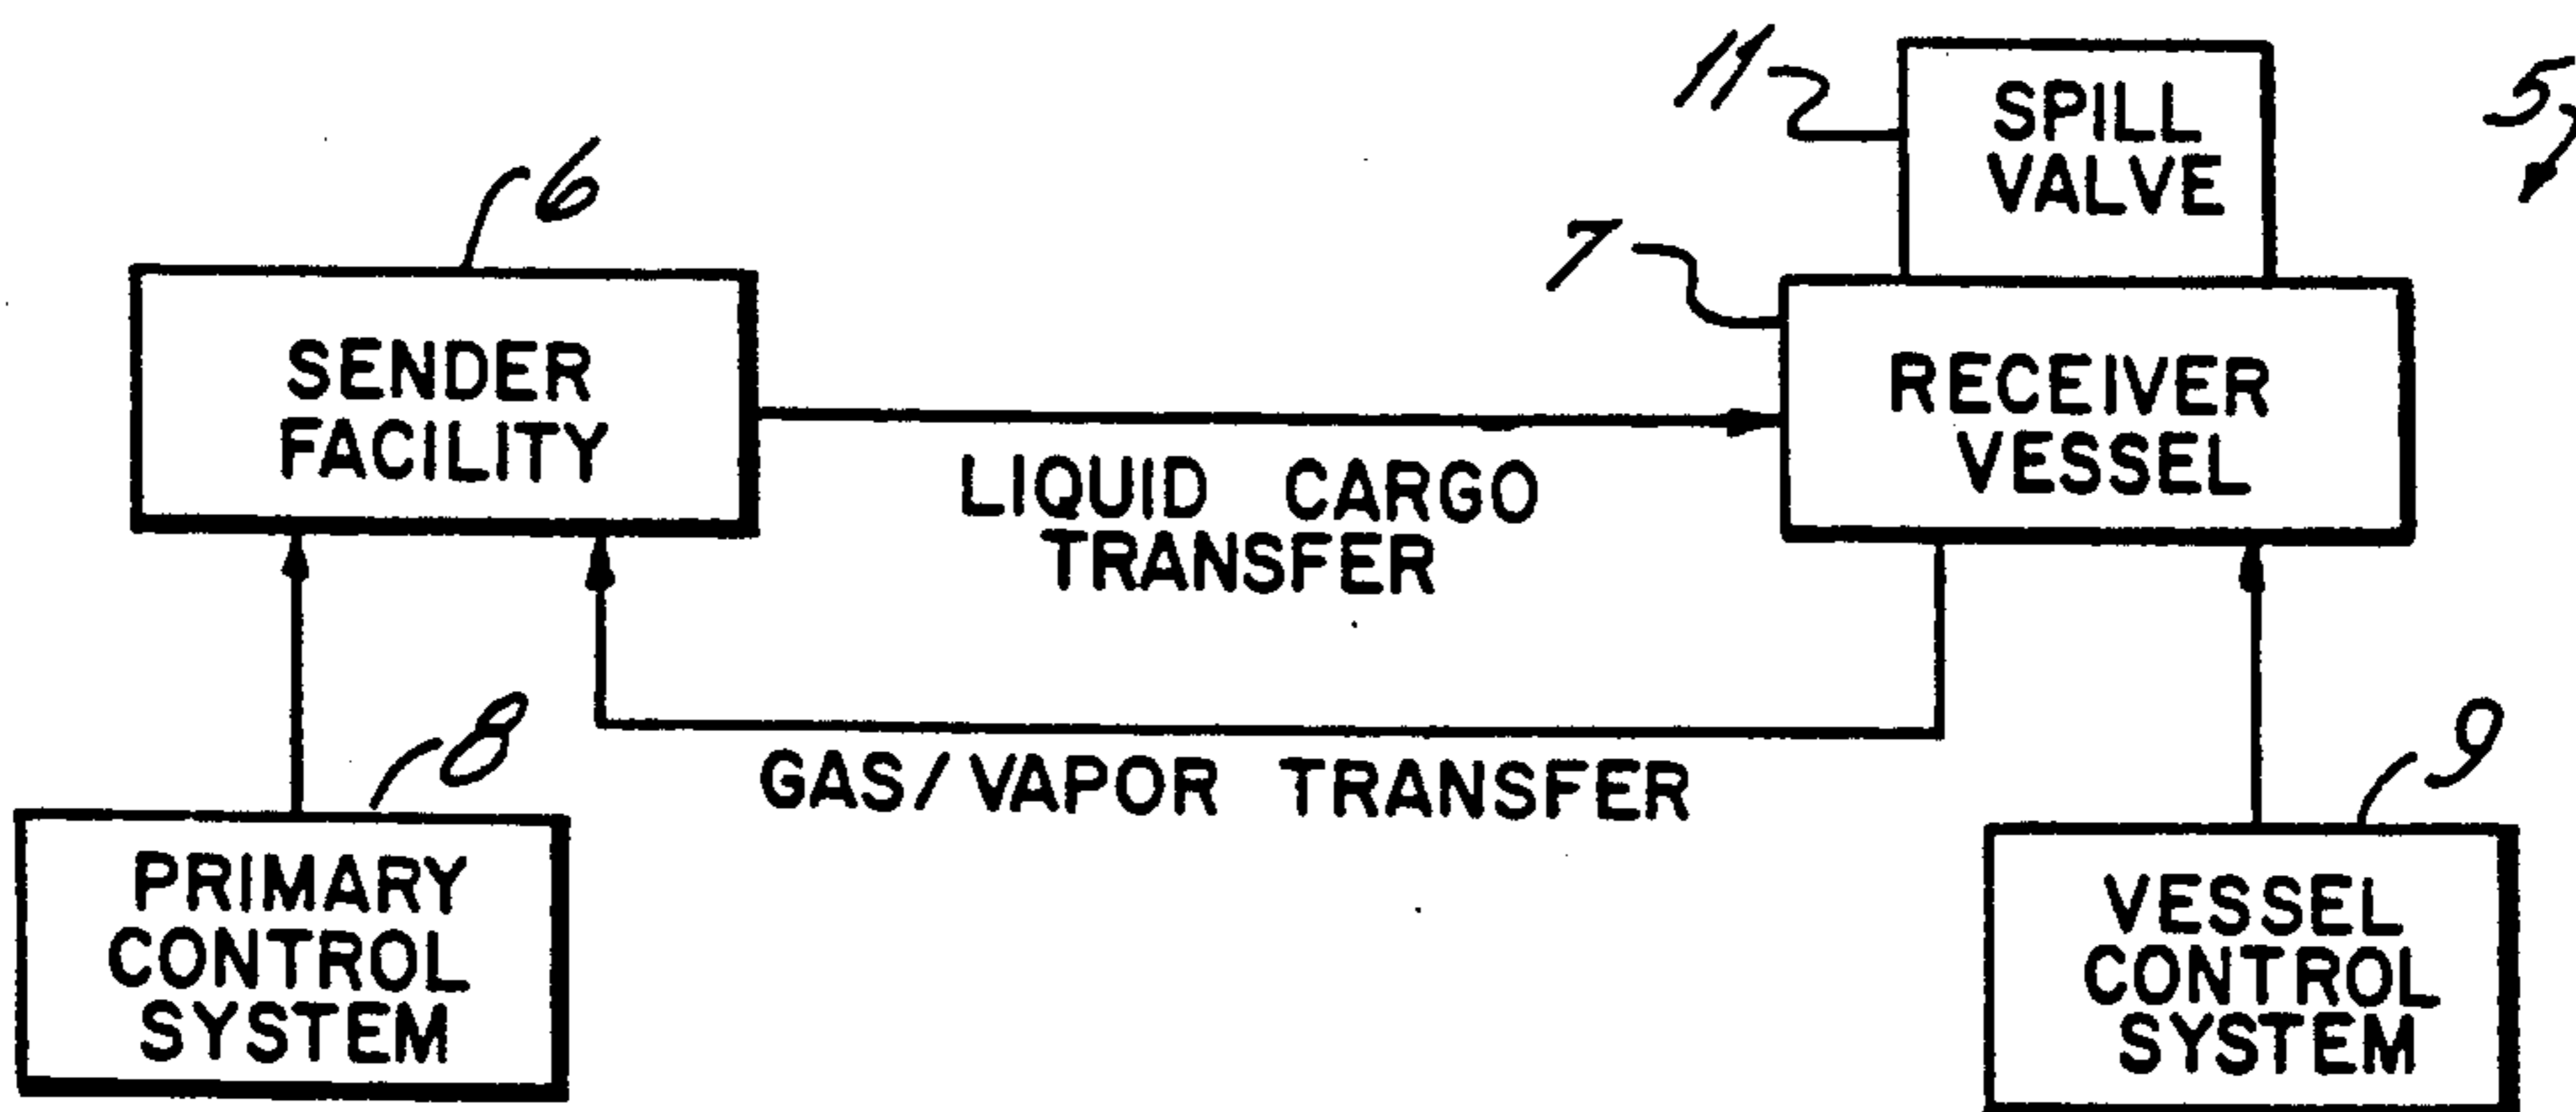 11
SPILL
VALVE
5
6
7
SENDER
FACILITY
RECEIVER
VESSEL
LIQUID CARGO
TRANSFER
8
9
GAS/VAPOR TRANSFER
PRIMARY
CONTROL
SYSTEM
VESSEL
CONTROL
SYSTEM